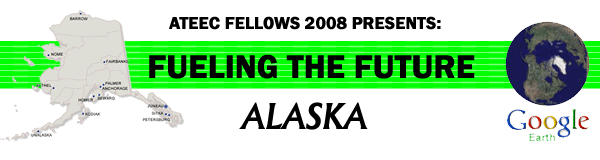 ATEEC FELLOWS 2008 PRESENTS:
FUELING THE FUTURE
ALASKA
BARROW
NOME
FAIRBANKS
BETHEL
PALMER
ANCHORAGE
HOMER
SEWARD
KODIAK
JUNEAU
SITKA
PETERSBURG
UNALASKA
Google
Earth